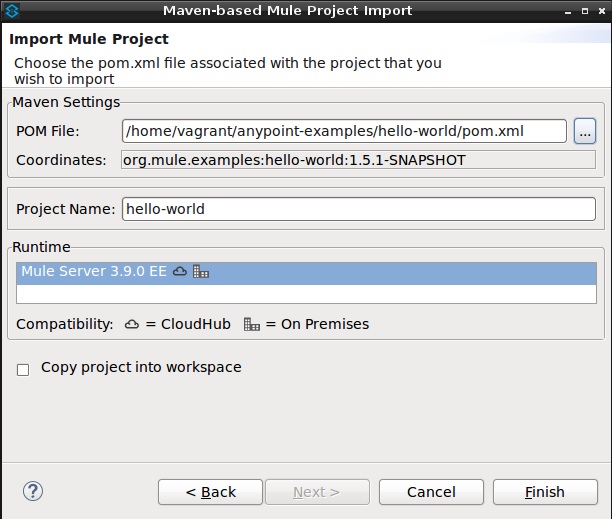 Maven-based Mule Project Import
Import Mule Project
Choose the pom.xml file associated with the project that you
wish to import
Maven Settings
POM File: /home/vagrant/anypoint-examples/hello-world/pom.xml ...
Coordinates: org.mule.examples:hello-world:1.5.1-SNAPSHOT
Project Name: hello-world
Runtime
Mule Server 3.9.0 EE
Compatibility: = CloudHub = On Premises
Copy project into workspace
? < Back Next > Cancel Finish